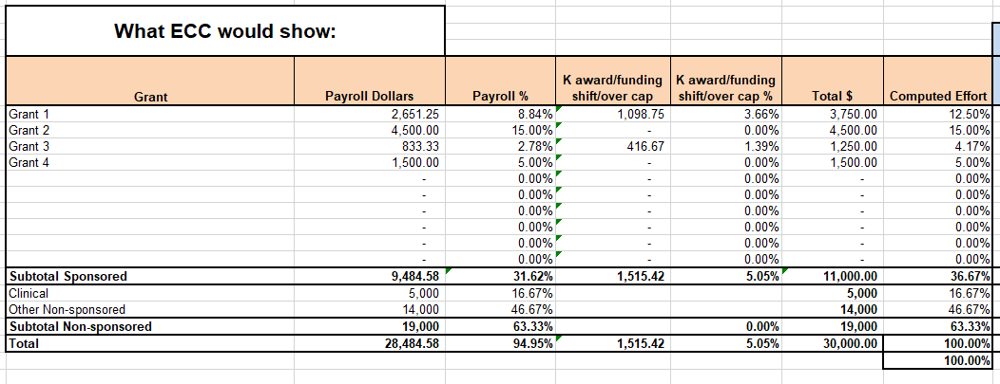 What ECC would show:
K award/funding K award/funding
Grant Payroll Dollars Payroll % shift/over cap shift/over cap % Total $ Computed Effort
Grant 1 2,651.25 8.84% 1,098.75 3.66% 3,750.00 12.50%
Grant 2 4,500.00 15.00% - 0.00% 4,500.00 15.00%
Grant 3 833.33 2.78% 416.67 1.39% 1,250.00 4.17%
Grant 4 1,500.00 5.00% - 0.00% 1,500.00 5.00%
- 0.00% - 0.00% - 0.00%
- 0.00% - 0.00% - 0.00%
- 0.00% - 0.00% - 0.00%
- 0.00% - 0.00% - 0.00%
- 0.00% - 0.00% - 0.00%
- 0.00% - 0.00% - 0.00%
Subtotal Sponsored 9,484.58 31.62% 1,515.42 5.05% 11,000.00 36.67%
Clinical 5,000 16.67% 5,000 16.67%
Other Non-sponsored 14,000 46.67% 14,000 46.67%
Subtotal Non-sponsored 19,000 63.33% 0.00% 19,000 63.33%
Total 28,484.58 94.95% 1,515.42 5.05% 30,000.00 100.00%
100.00%